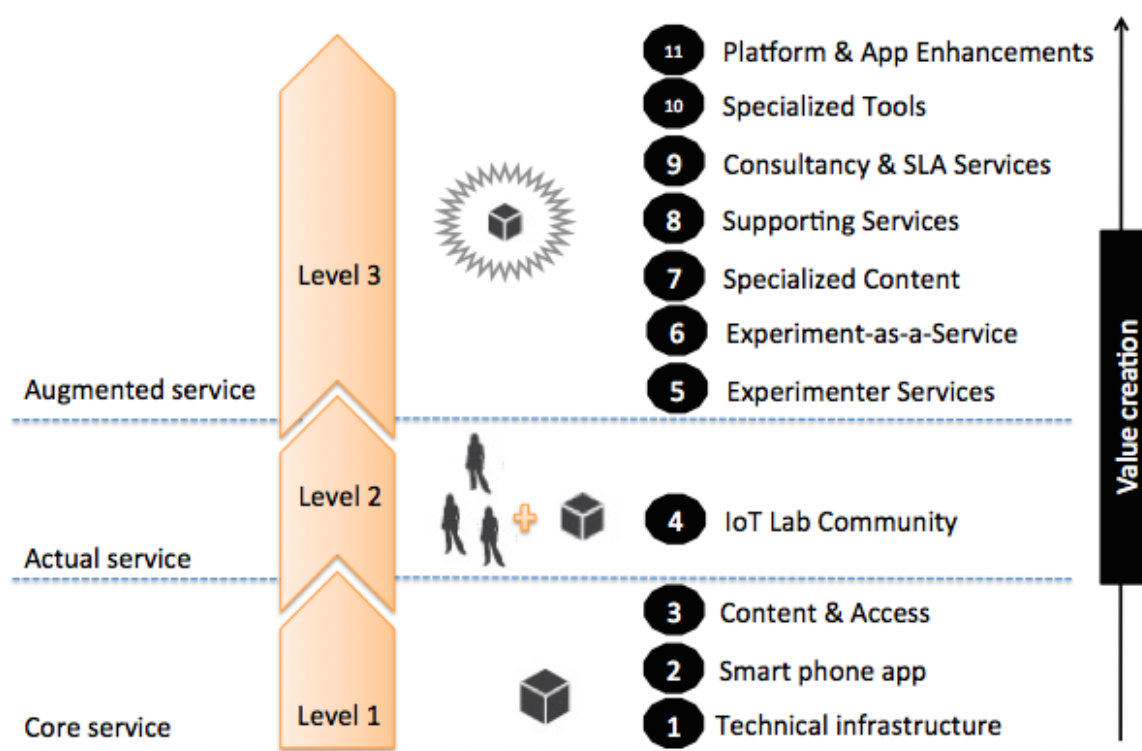 11 Platform & App Enhancements
10 Specialized Tools
9 Consultancy & SLA Services
8 Supporting Services
Level 3
7 Specialized Content
6 Experiment-as-a-Service
Augmented service
5 Experimenter Services
Level 2
4 IoT Lab Community
Actual service
3 Content & Access
2 Smart phone app
Core service
Level 1
1 Technical infrastructure
Value creation